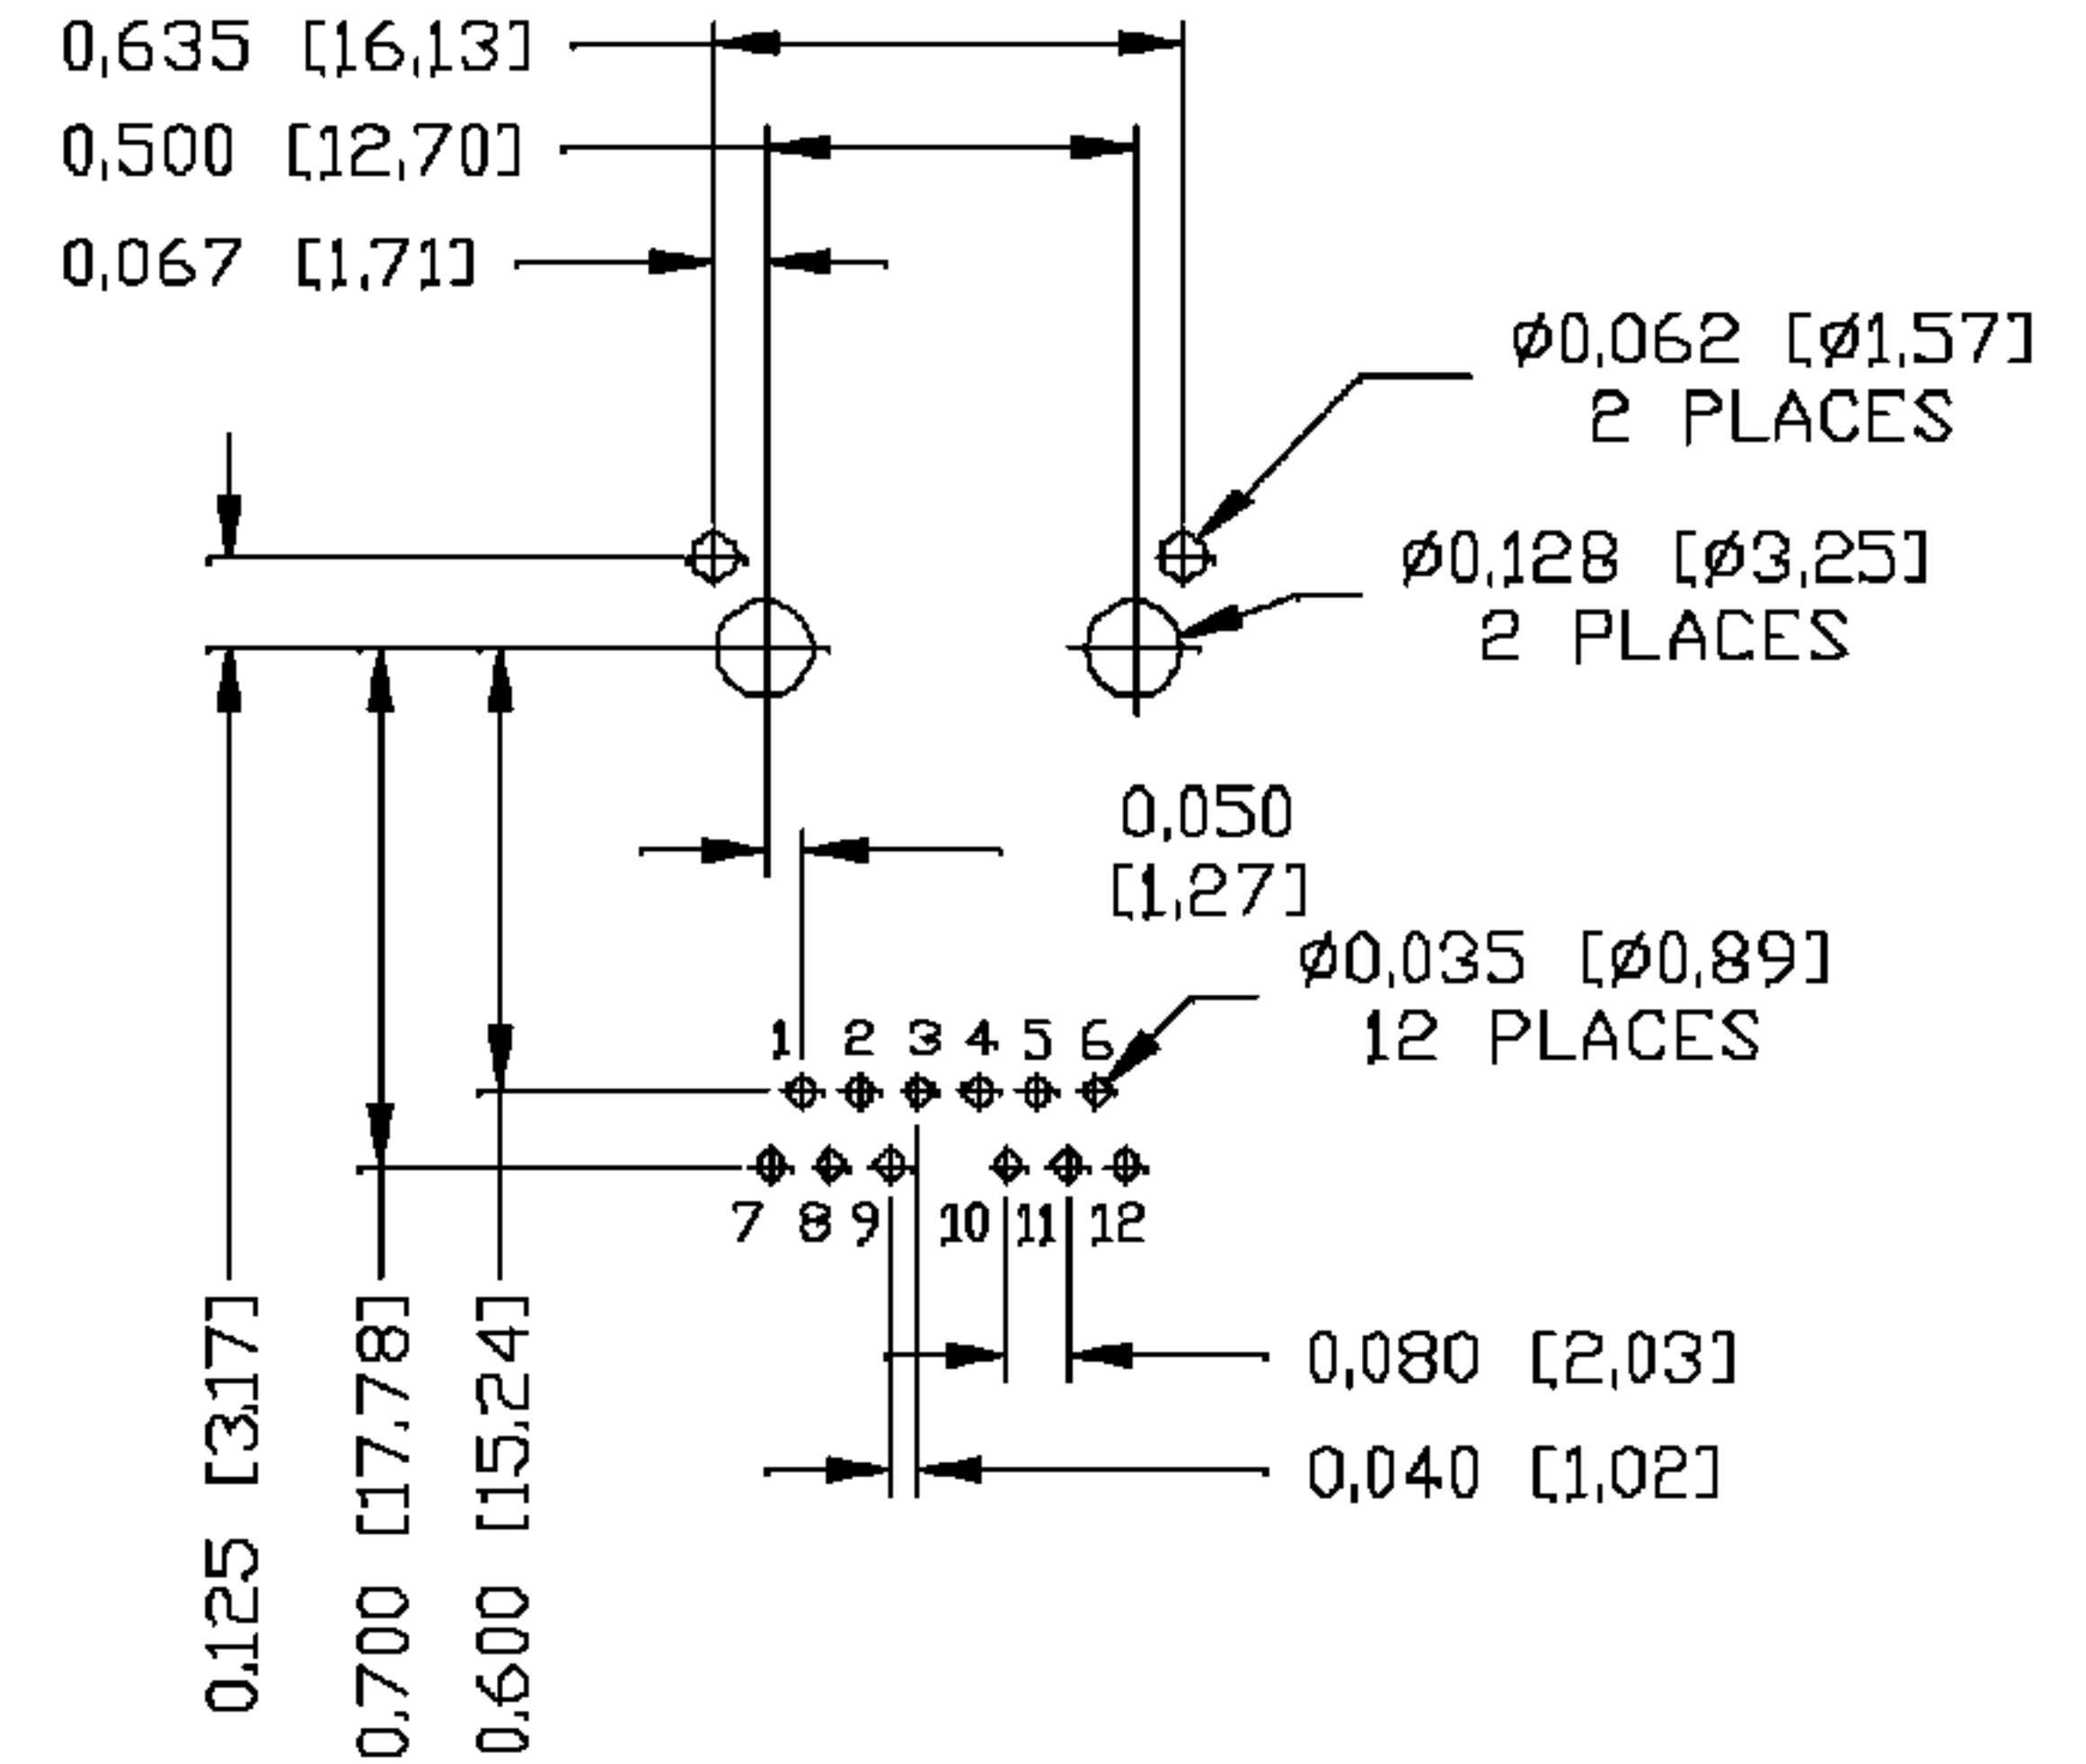 0,635 [16,13]
0,500 [12,70]
0,067 [1,71]
Ø0,062 [Ø1,57]
2 PLACES
Ø0,128 [Ø3,25]
2 PLACES
0,050
[1,27]
Ø0,035 [Ø0,89]
12 PLACES
1 2 3 4 5 6
7 8 9 10 11 12
0,080 [2,03]
0,040 [1,02]
0,125 [3,17]
0,700 [17,78]
0,600 [15,24]